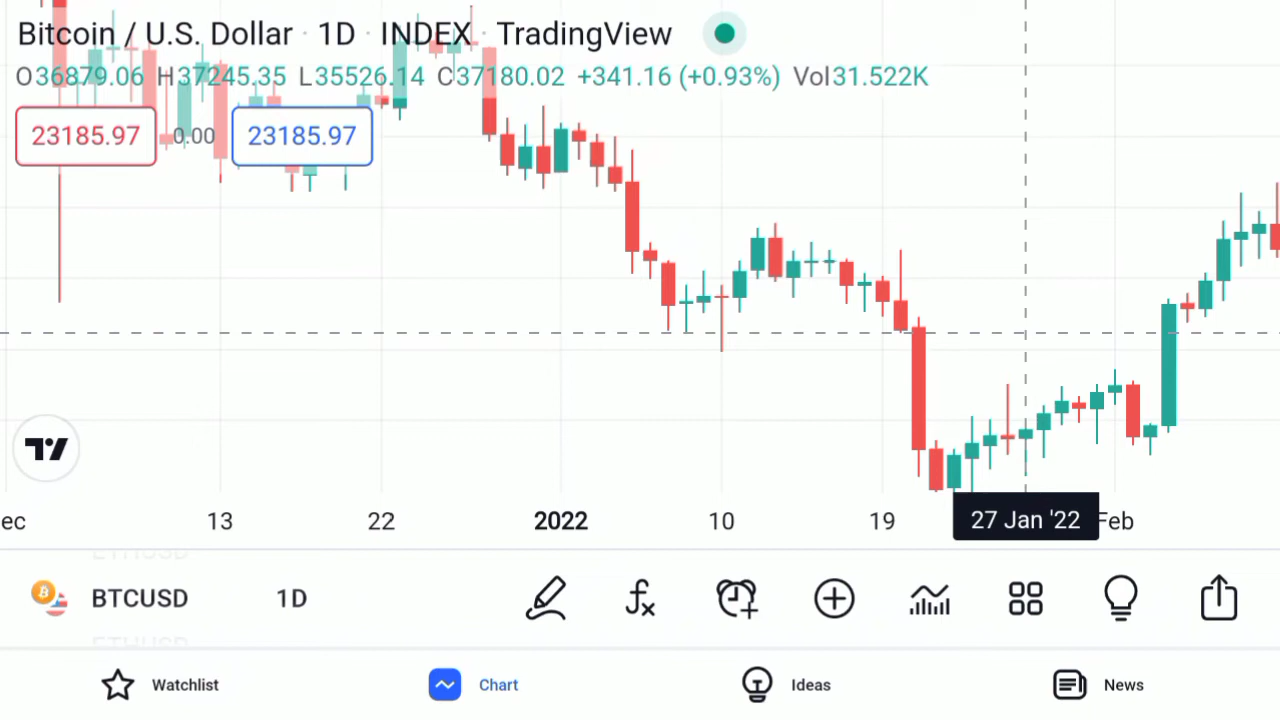 Bitcoin / U.S. Dollar · 1D · INDEX · TradingView
O36879.06 H37245.35 L35526.14 C37180.02 +341.16 (+0.93%) Vol31.522K
23185.97 0.00 23185.97
ec 13 22 2022 10 19 27 Jan '22 Feb
ETHUSD
BTCUSD 1D
ETHUSD
Watchlist Chart Ideas News